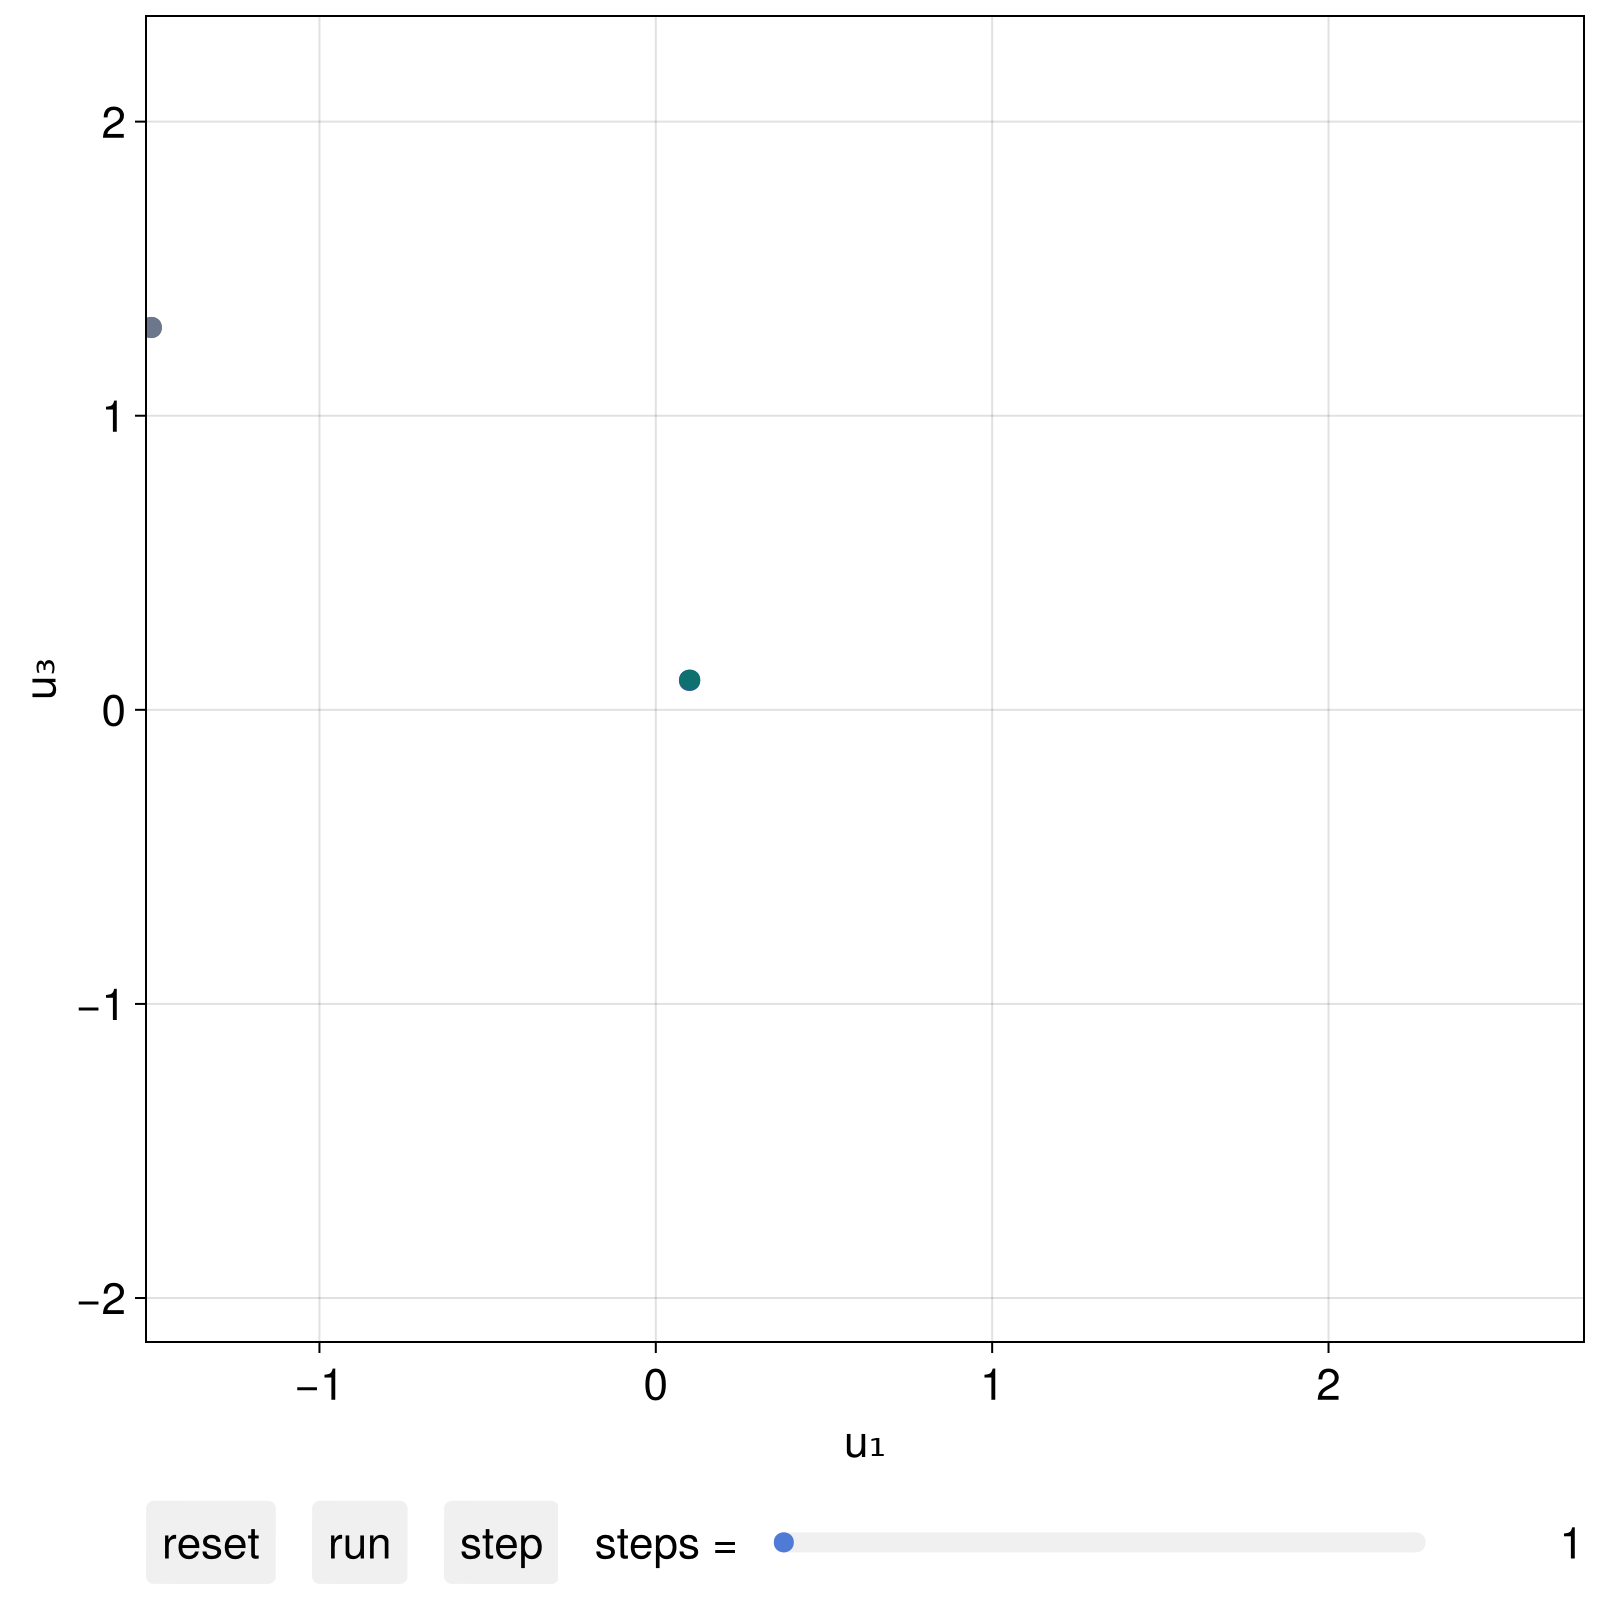 2
1
0
−1
−2
u₃
−1 0 1 2
u₁
reset run step steps = 1